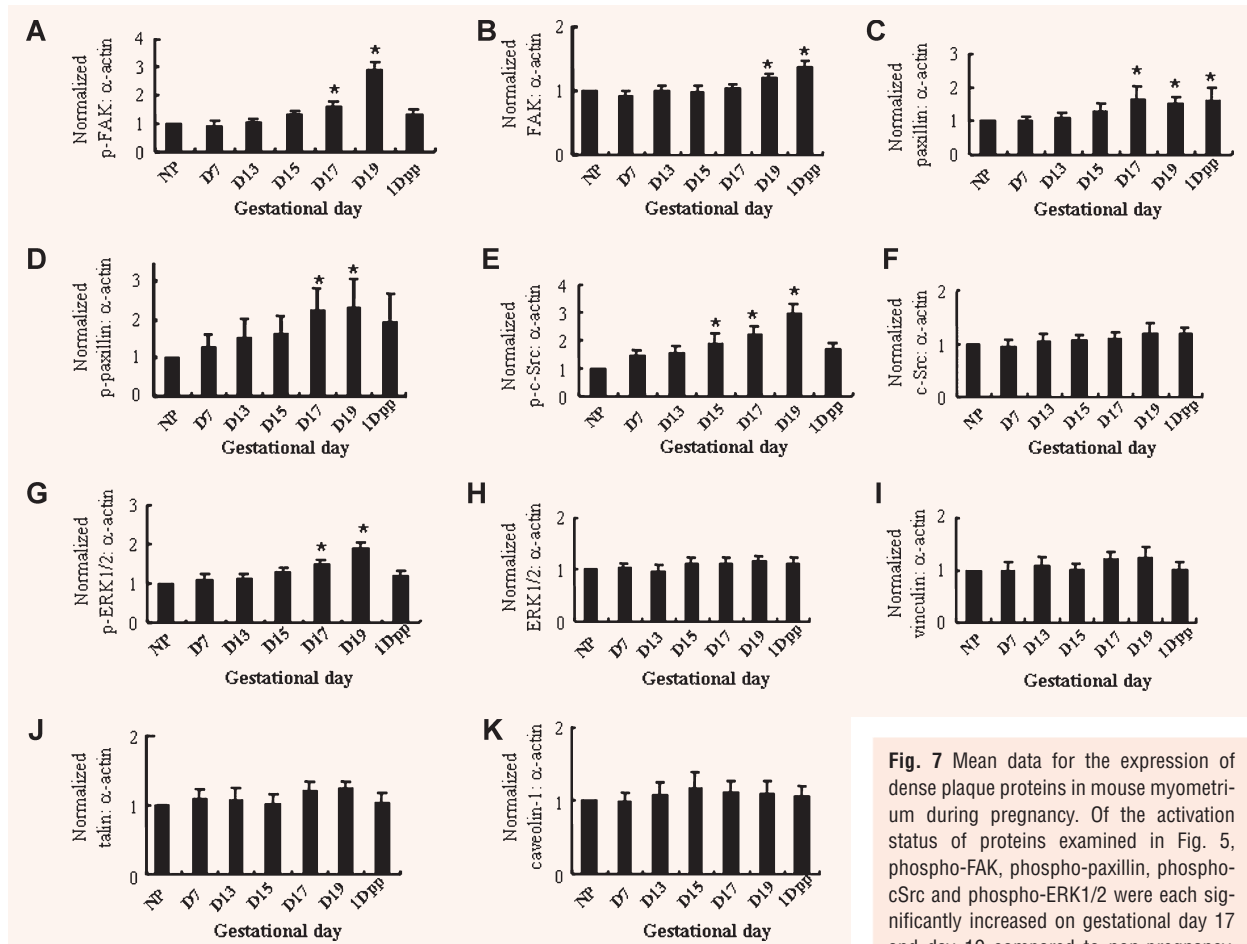 A
Normalized
p-FAK: α-actin
4
3
2
1
0
* *
NP D7 D13 D15 D17 D19 1Dpp
Gestational day
B
Normalized
FAK: α-actin
2
1
0
* *
NP D7 D13 D15 D17 D19 1Dpp
Gestational day
C
Normalized
paxillin: α-actin
3
2
1
0
* * *
NP D7 D13 D15 D17 D19 1Dpp
Gestational day
D
Normalized
p-paxillin: α-actin
3
2
1
0
* *
NP D7 D13 D15 D17 D19 1Dpp
Gestational day
E
Normalized
p-c-Src: α-actin
4
3
2
1
0
* * *
NP D7 D13 D15 D17 D19 1Dpp
Gestational day
F
Normalized
c-Src: α-actin
2
1
0
NP D7 D13 D15 D17 D19 1Dpp
Gestational day
G
Normalized
p-ERK1/2: α-actin
3
2
1
0
* *
NP D7 D13 D15 D17 D19 1Dpp
Gestational day
H
Normalized
ERK1/2: α-actin
2
1
0
NP D7 D13 D15 D17 D19 1Dpp
Gestational day
I
Normalized
vinculin: α-actin
2
1
0
NP D7 D13 D15 D17 D19 1Dpp
Gestational day
J
Normalized
talin: α-actin
2
1
0
NP D7 D13 D15 D17 D19 1Dpp
Gestational day
K
Normalized
caveolin-1: α-actin
2
1
0
NP D7 D13 D15 D17 D19 1Dpp
Gestational day
Fig. 7 Mean data for the expression of
dense plaque proteins in mouse myometri-
um during pregnancy. Of the activation
status of proteins examined in Fig. 5,
phospho-FAK, phospho-paxillin, phospho-
cSrc and phospho-ERK1/2 were each sig-
nificantly increased on gestational day 17